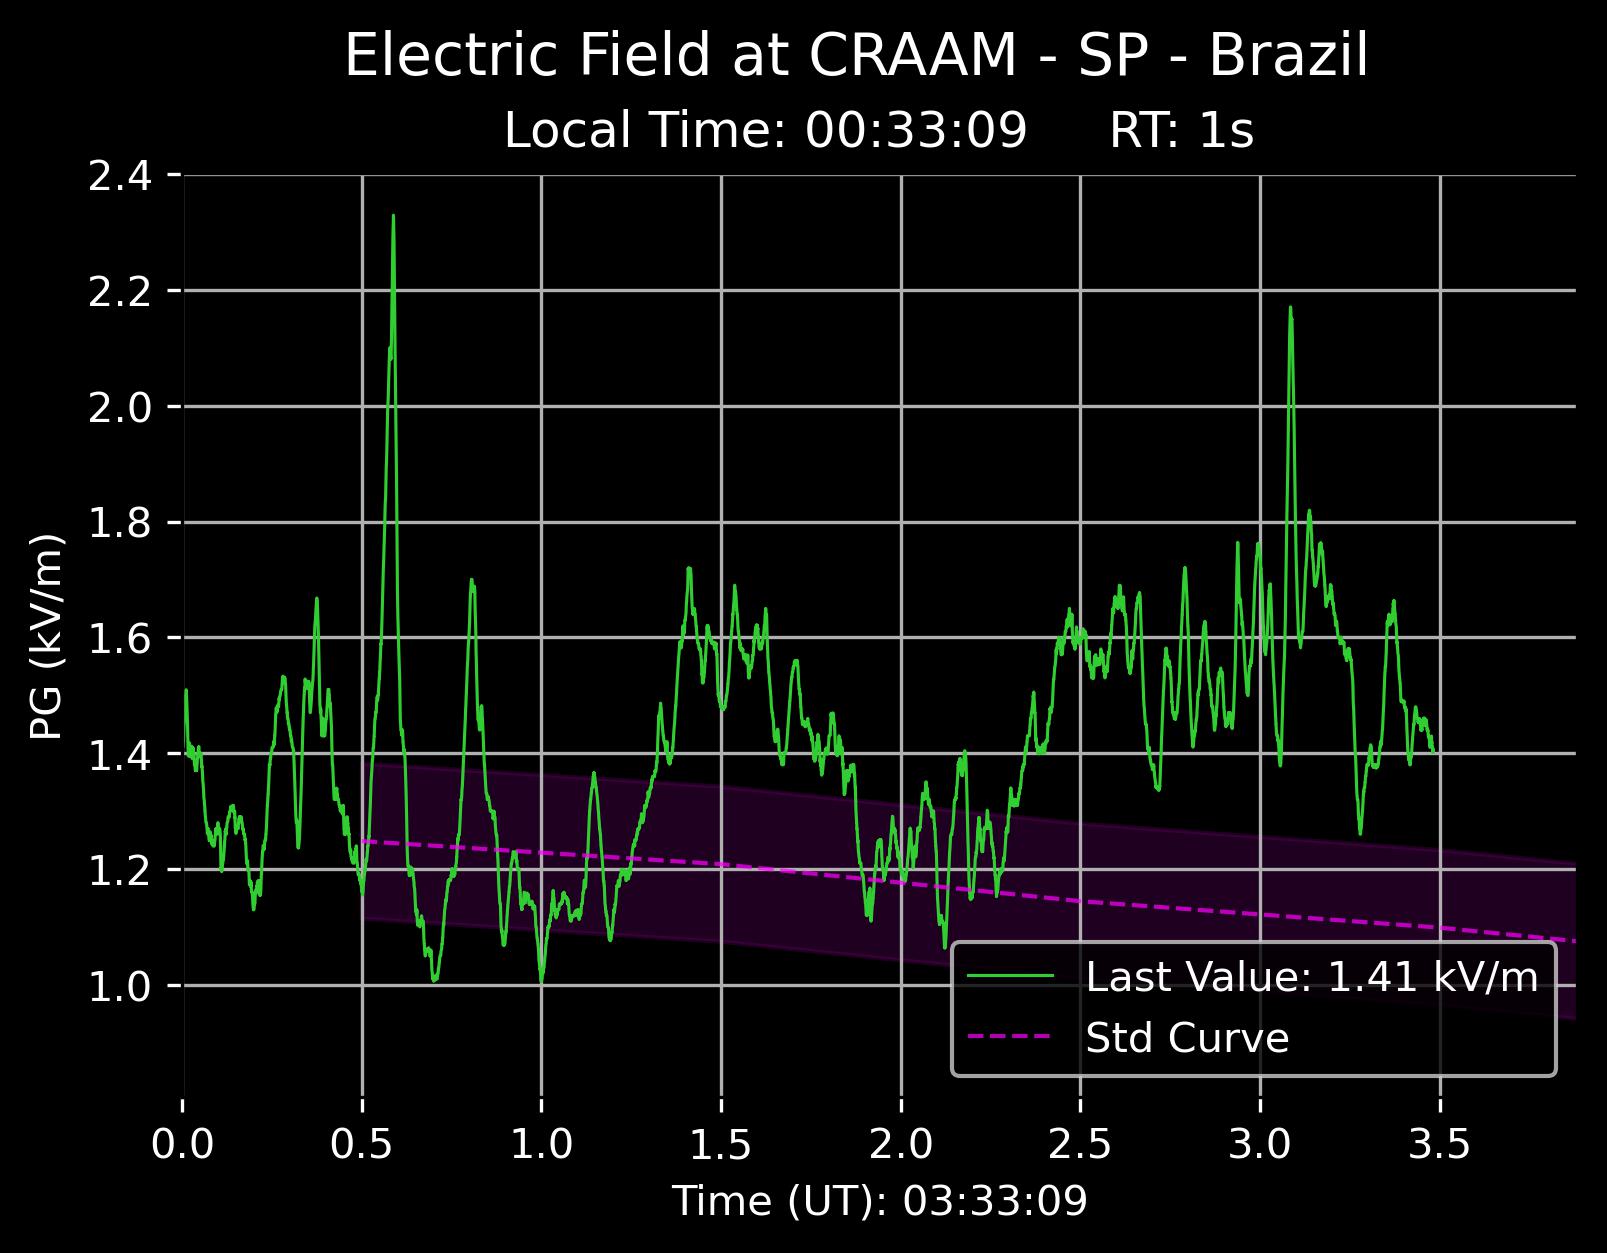 Electric Field at CRAAM - SP - Brazil
Local Time: 00:33:09 RT: 1s
2.4
2.2
2.0
1.8
1.6
1.4
1.2
1.0
PG (kV/m)
Last Value: 1.41 kV/m
Std Curve
0.0 0.5 1.0 1.5 2.0 2.5 3.0 3.5
Time (UT): 03:33:09